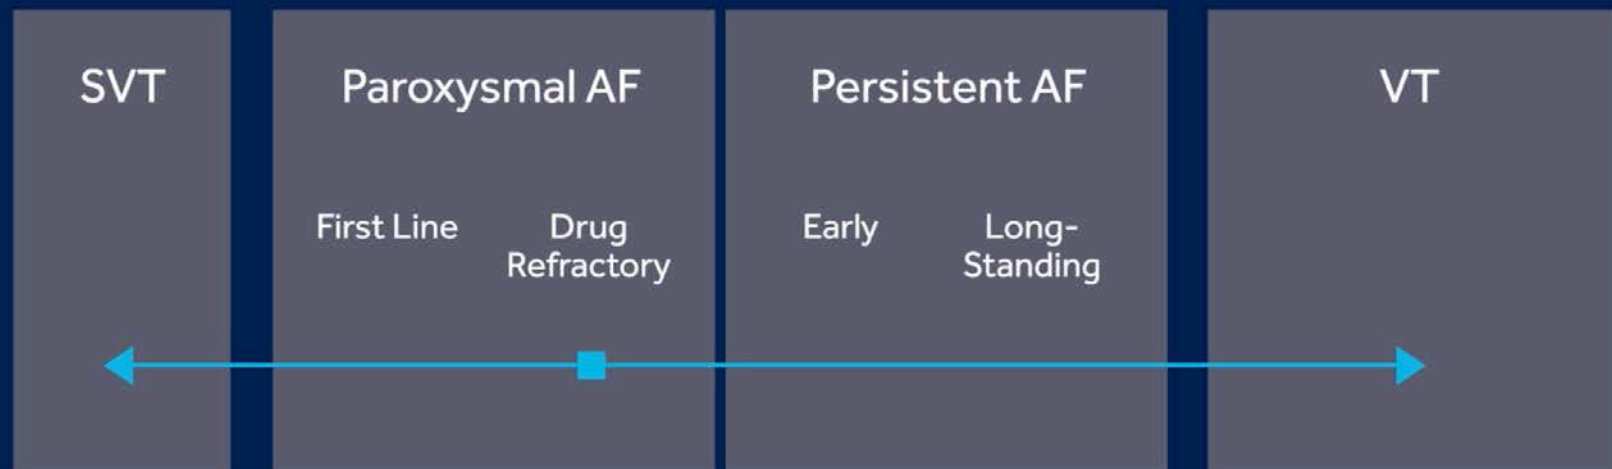 SVT
Paroxysmal AF
Persistent AF
VT
First Line
Drug
Refractory
Early
Long-
Standing